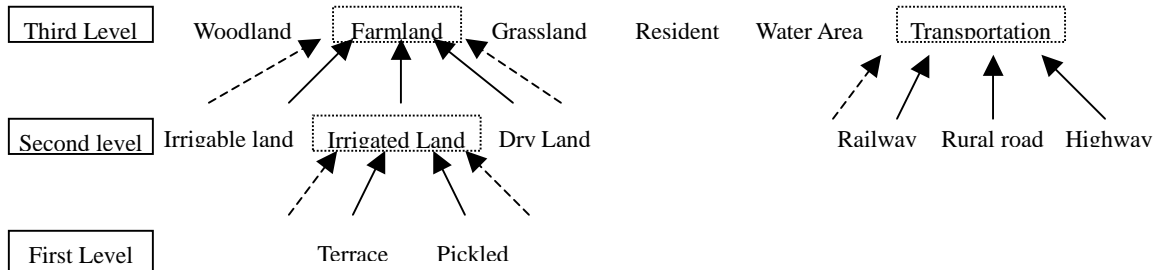 Third Level Woodland Farmland Grassland Resident Water Area Transportation
Second level Irrigable land Irrigated Land Dry Land Railway Rural road Highway
First Level Terrace Pickled